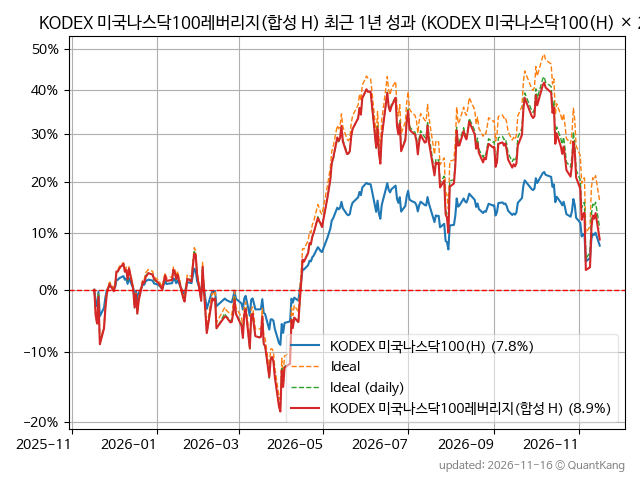 KODEX 미국나스닥100레버리지(합성 H) 최근 1년 성과 (KODEX 미국나스닥100(H) ×
50%
40%
30%
20%
10%
0%
−10%
−20%
KODEX 미국나스닥100(H) (7.8%)
Ideal
Ideal (daily)
KODEX 미국나스닥100레버리지(합성 H) (8.9%)
2025-11
2026-01
2026-03
2026-05
2026-07
2026-09
2026-11
updated: 2026-11-16 © QuantKang